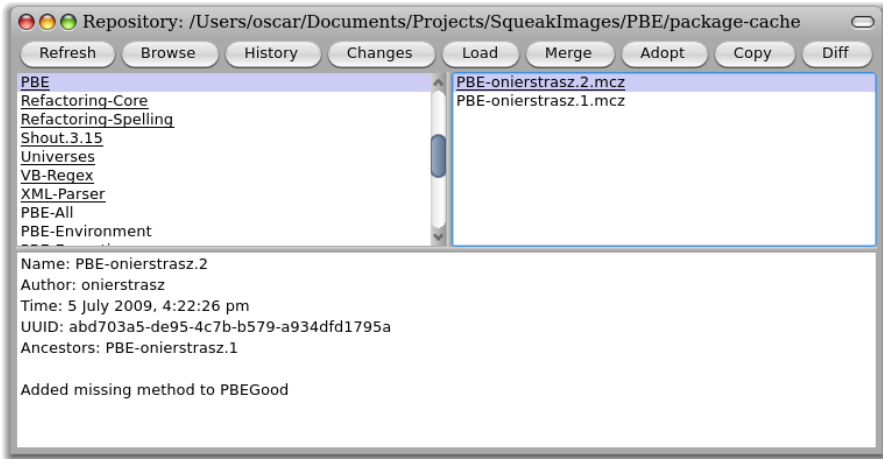 Repository: /Users/oscar/Documents/Projects/SqueakImages/PBE/package-cache
Refresh Browse History Changes Load Merge Adopt Copy Diff
PBE
Refactoring-Core
Refactoring-Spelling
Shout.3.15
Universes
VB-Regex
XML-Parser
PBE-All
PBE-Environment
PBE-onierstrasz.2.mcz
PBE-onierstrasz.1.mcz
Name: PBE-onierstrasz.2
Author: onierstrasz
Time: 5 July 2009, 4:22:26 pm
UUID: abd703a5-de95-4c7b-b579-a934dfd1795a
Ancestors: PBE-onierstrasz.1
Added missing method to PBEGood